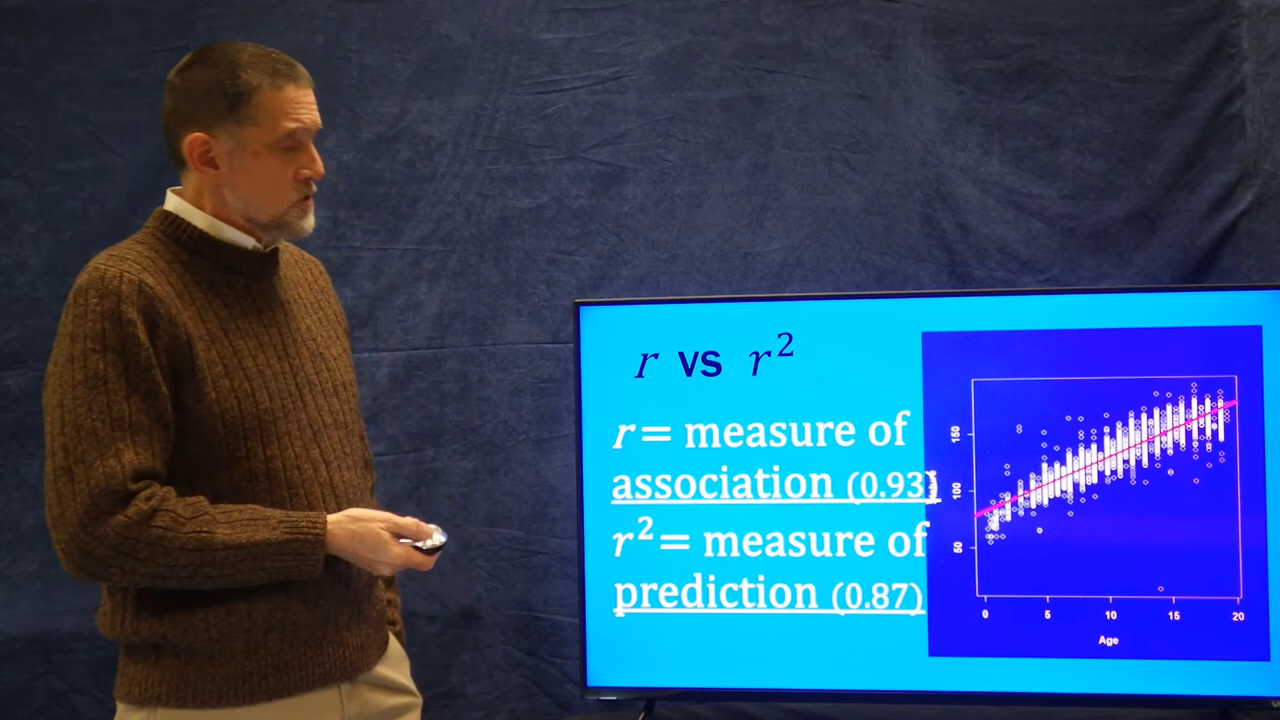 r vs r²
r = measure of
association (0.93)
r² = measure of
prediction (0.87)
150
100
50
0 5 10 15 20
Age